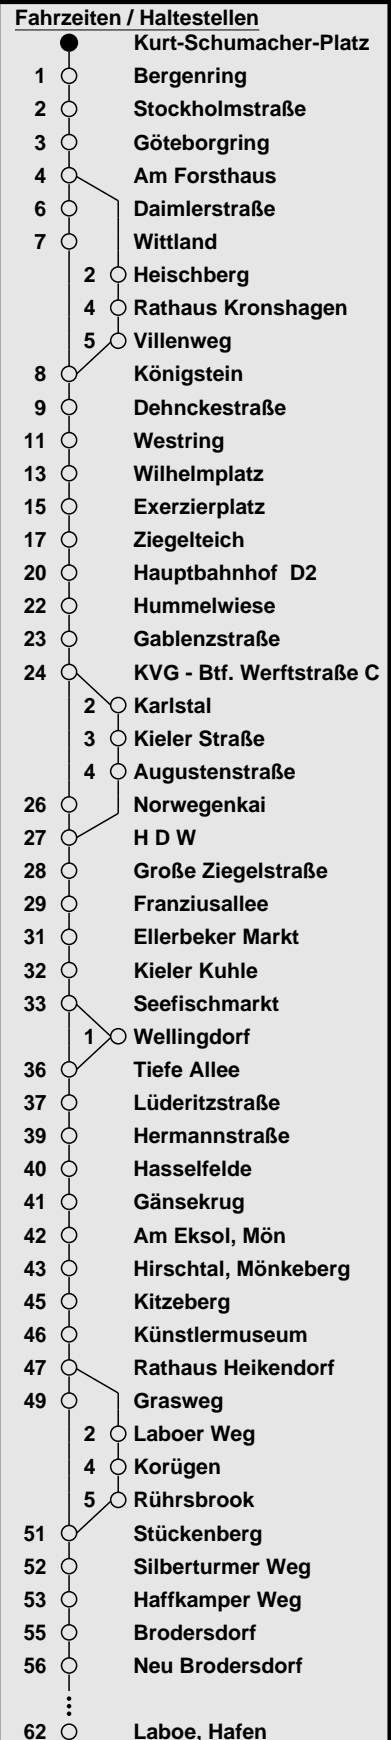 Fahrzeiten / Haltestellen
Kurt-Schumacher-Platz
1 Bergenring
2 Stockholmstraße
3 Göteborgring
4 Am Forsthaus
6 Daimlerstraße
7 Wittland
2 Heischberg
4 Rathaus Kronshagen
5 Villenweg
8 Königstein
9 Dehnckestraße
11 Westring
13 Wilhelmplatz
15 Exerzierplatz
17 Ziegelteich
20 Hauptbahnhof D2
22 Hummelwiese
23 Gablenzstraße
24 KVG - Btf. Werftstraße C
2 Karlstal
3 Kieler Straße
4 Augustenstraße
26 Norwegenkai
27 H D W
28 Große Ziegelstraße
29 Franziusallee
31 Ellerbeker Markt
32 Kieler Kuhle
33 Seefischmarkt
1 Wellingdorf
36 Tiefe Allee
37 Lüderitzstraße
39 Hermannstraße
40 Hasselfelde
41 Gänsekrug
42 Am Eksol, Mön
43 Hirschtal, Mönkeberg
45 Kitzeberg
46 Künstlermuseum
47 Rathaus Heikendorf
49 Grasweg
2 Laboer Weg
4 Korügen
5 Rührsbrook
51 Stückenberg
52 Silberturmer Weg
53 Haffkamper Weg
55 Brodersdorf
56 Neu Brodersdorf
62 Laboe, Hafen